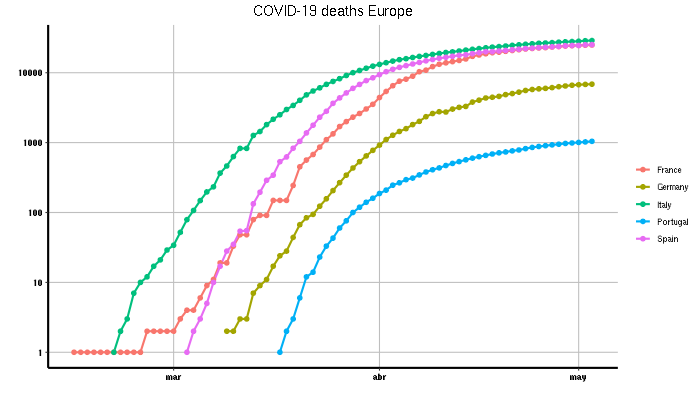 COVID-19 deaths Europe
10000
1000
100
10
1
mar
abr
may
France
Germany
Italy
Portugal
Spain